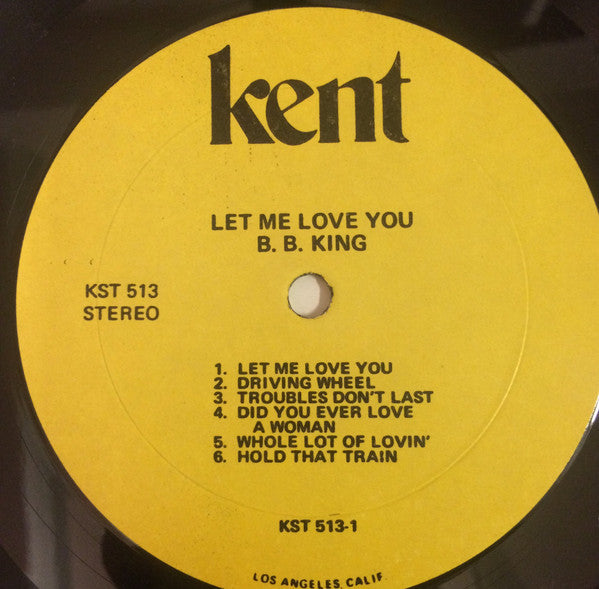 kent
LET ME LOVE YOU
B. B. KING
KST 513
STEREO
1. LET ME LOVE YOU
2. DRIVING WHEEL
3. TROUBLES DON'T LAST
4. DID YOU EVER LOVE
A WOMAN
5. WHOLE LOT OF LOVIN'
6. HOLD THAT TRAIN
KST 513-1
LOS ANGELES, CALIF.